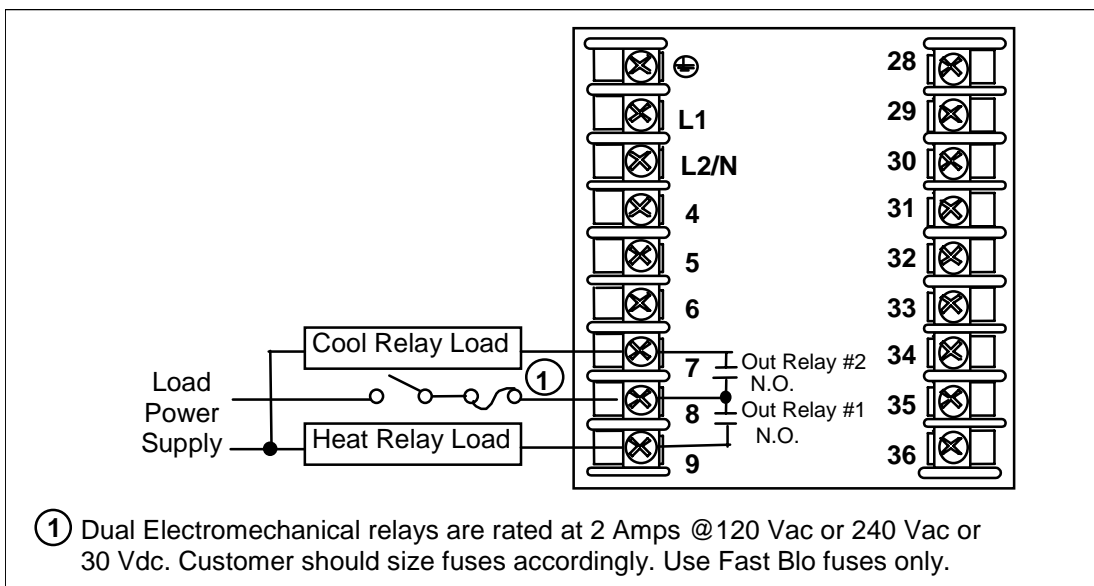 28
L1
29
L2/N
30
4
31
5
32
6
33
Cool Relay Load
7
Out Relay #2
N.O.
34
Load
Power
Supply
1
8
Out Relay #1
N.O.
35
Heat Relay Load
9
36
1 Dual Electromechanical relays are rated at 2 Amps @120 Vac or 240 Vac or
30 Vdc. Customer should size fuses accordingly. Use Fast Blo fuses only.